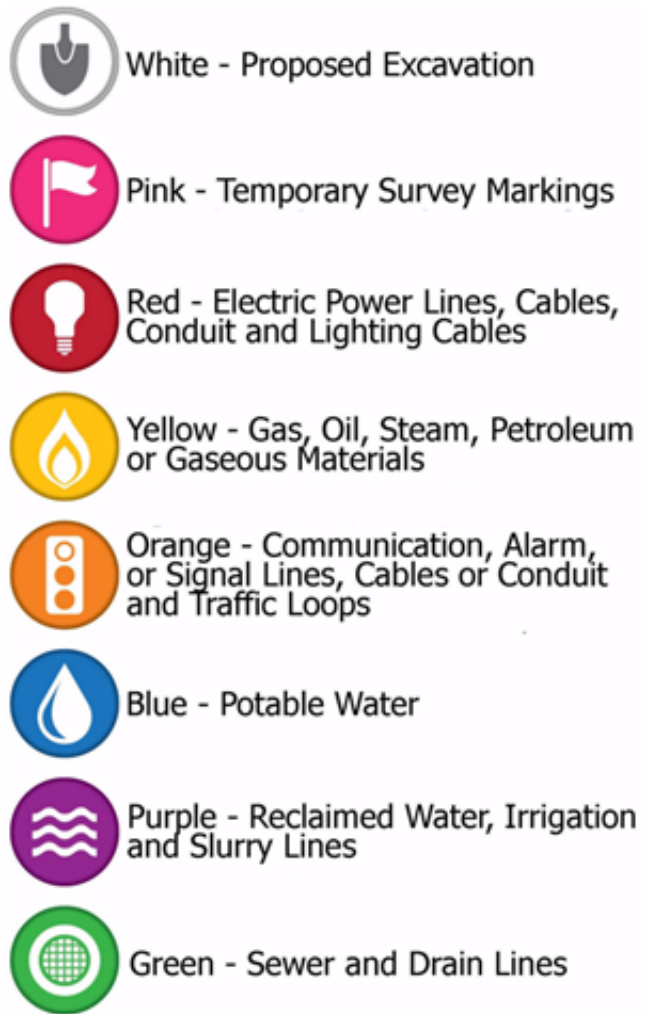 White - Proposed Excavation
Pink - Temporary Survey Markings
Red - Electric Power Lines, Cables,
Conduit and Lighting Cables
Yellow - Gas, Oil, Steam, Petroleum
or Gaseous Materials
Orange - Communication, Alarm,
or Signal Lines, Cables or Conduit
and Traffic Loops
Blue - Potable Water
Purple - Reclaimed Water, Irrigation
and Slurry Lines
Green - Sewer and Drain Lines